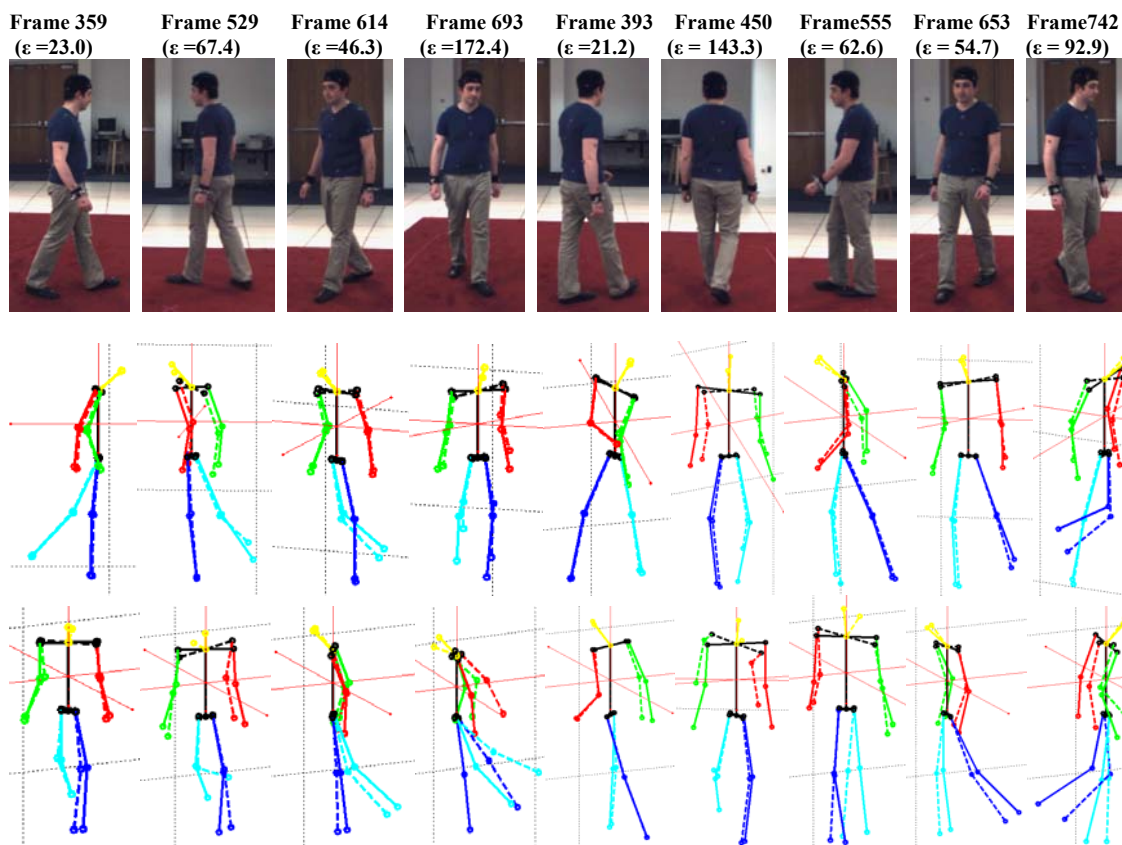 Frame 359 Frame 529 Frame 614 Frame 693 Frame 393 Frame 450 Frame555 Frame 653 Frame742
(ε =23.0) (ε =67.4) (ε =46.3) (ε =172.4) (ε =21.2) (ε = 143.3) (ε = 62.6) (ε = 54.7) (ε = 92.9)